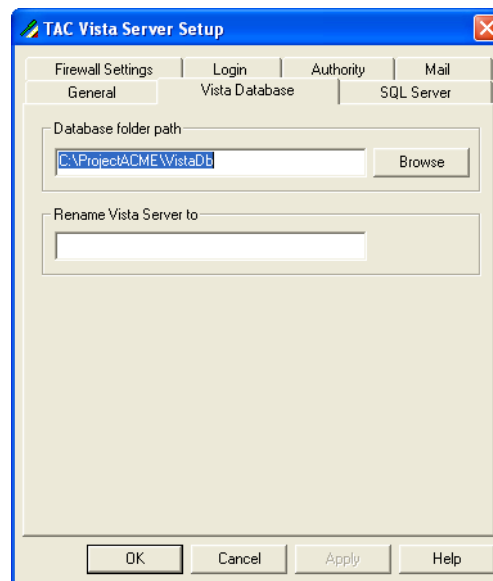 TAC Vista Server Setup
Firewall Settings Login Authority Mail
General Vista Database SQL Server
Database folder path
C:\ProjectACME\VistaDb
Browse
Rename Vista Server to
OK Cancel Apply Help